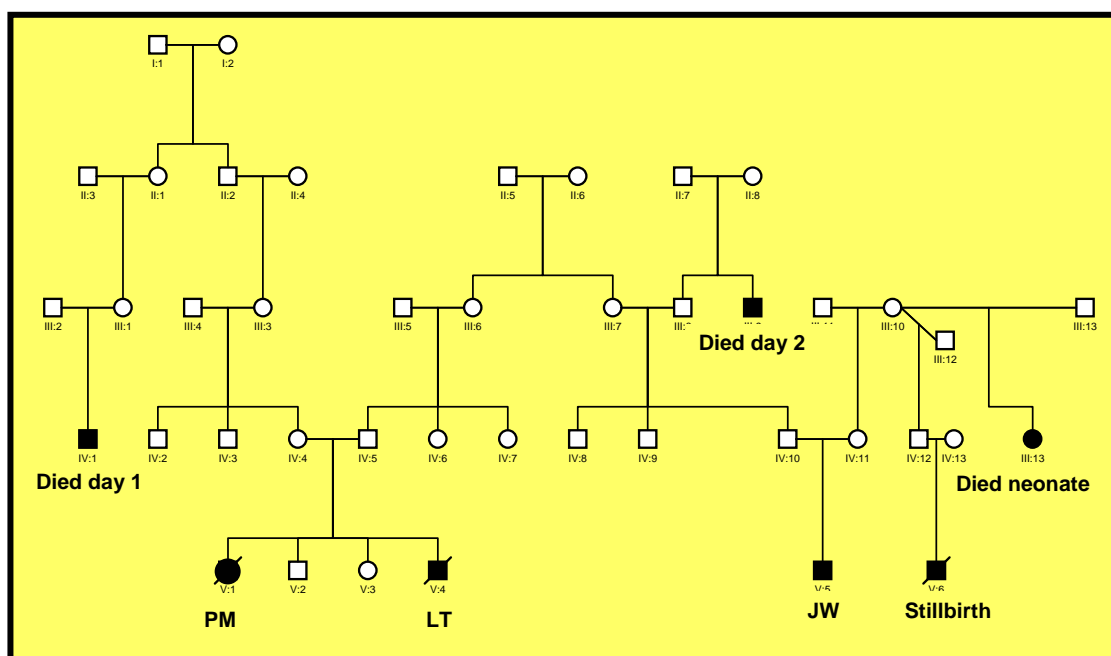 I:1 I:2
II:3 II:1 II:2 II:4 II:5 II:6 II:7 II:8
III:2 III:1 III:4 III:3 III:5 III:6 III:7 III:10 III:13
Died day 2
III:12
IV:1 IV:2 IV:3 IV:4 IV:5 IV:6 IV:7 IV:8 IV:9 IV:10 IV:11 IV:12 IV:13 III:13
Died day 1
Died neonate
V:1 V:2 V:3 V:4 V:5 V:6
PM LT JW Stillbirth